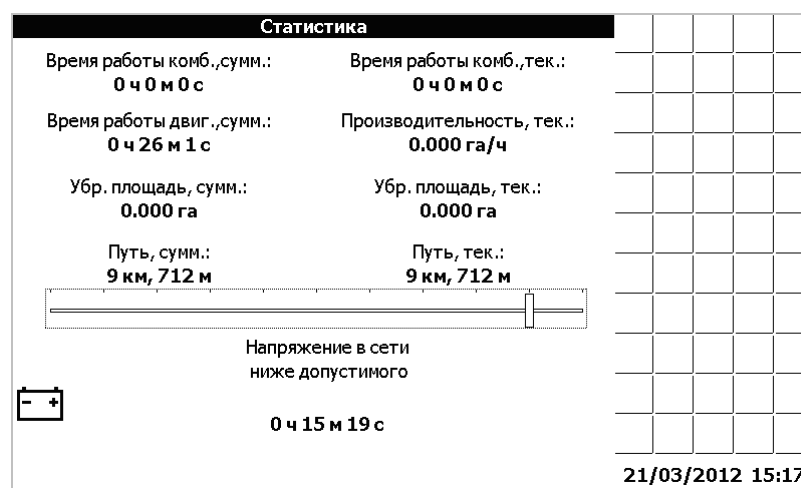 Статистика
Время работы комб.,сумм.:
0 ч 0 м 0 с
Время работы комб.,тек.:
0 ч 0 м 0 с
Время работы двиг.,сумм.:
0 ч 26 м 1 с
Производительность, тек.:
0.000 га/ч
Убр. площадь, сумм.:
0.000 га
Убр. площадь, тек.:
0.000 га
Путь, сумм.:
9 км, 712 м
Путь, тек.:
9 км, 712 м
Напряжение в сети
ниже допустимого
0 ч 15 м 19 с
21/03/2012 15:17